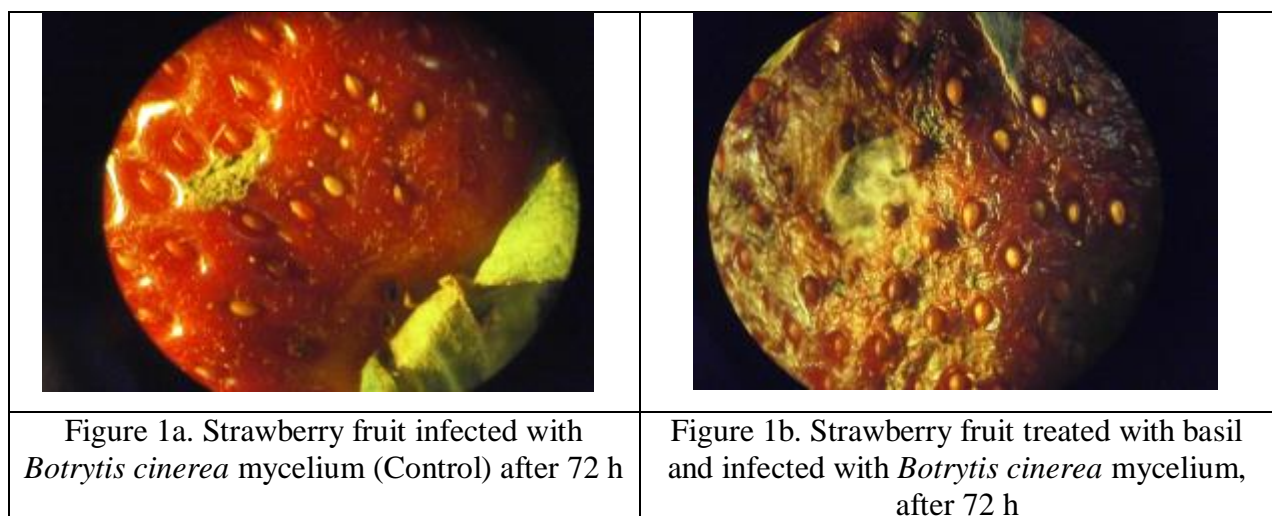 Figure 1a. Strawberry fruit infected with
Botrytis cinerea mycelium (Control) after 72 h
Figure 1b. Strawberry fruit treated with basil
and infected with Botrytis cinerea mycelium,
after 72 h